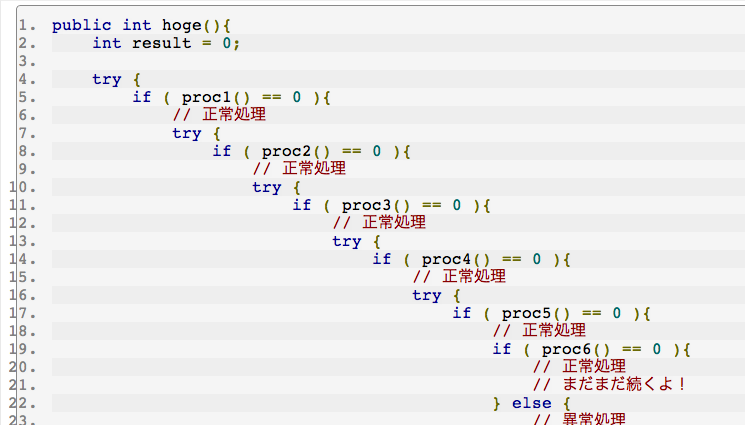 1. public int hoge(){
2.     int result = 0;
3.
4.     try {
5.         if ( proc1() == 0 ){
6.             // 正常処理
7.             try {
8.                 if ( proc2() == 0 ){
9.                     // 正常処理
10.                     try {
11.                         if ( proc3() == 0 ){
12.                             // 正常処理
13.                             try {
14.                                 if ( proc4() == 0 ){
15.                                     // 正常処理
16.                                     try {
17.                                         if ( proc5() == 0 ){
18.                                             // 正常処理
19.                                             if ( proc6() == 0 ){
20.                                                 // 正常処理
21.                                                 // まだまだ続くよ！
22.                                             } else {
23.                                                 // 異常処理